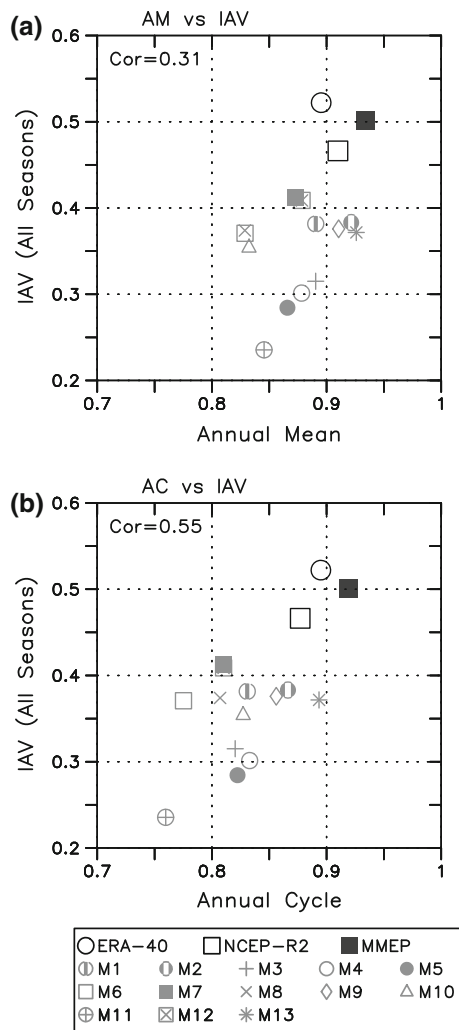 (a) AM vs IAV
Cor=0.31
0.6
0.5
0.4
0.3
0.2
IAV (All Seasons)
0.7 0.8 0.9 1
Annual Mean
(b) AC vs IAV
Cor=0.55
0.6
0.5
0.4
0.3
0.2
IAV (All Seasons)
0.7 0.8 0.9 1
Annual Cycle
ERA-40 NCEP-R2 MMEP
M1 M2 M3 M4 M5
M6 M7 M8 M9 M10
M11 M12 M13